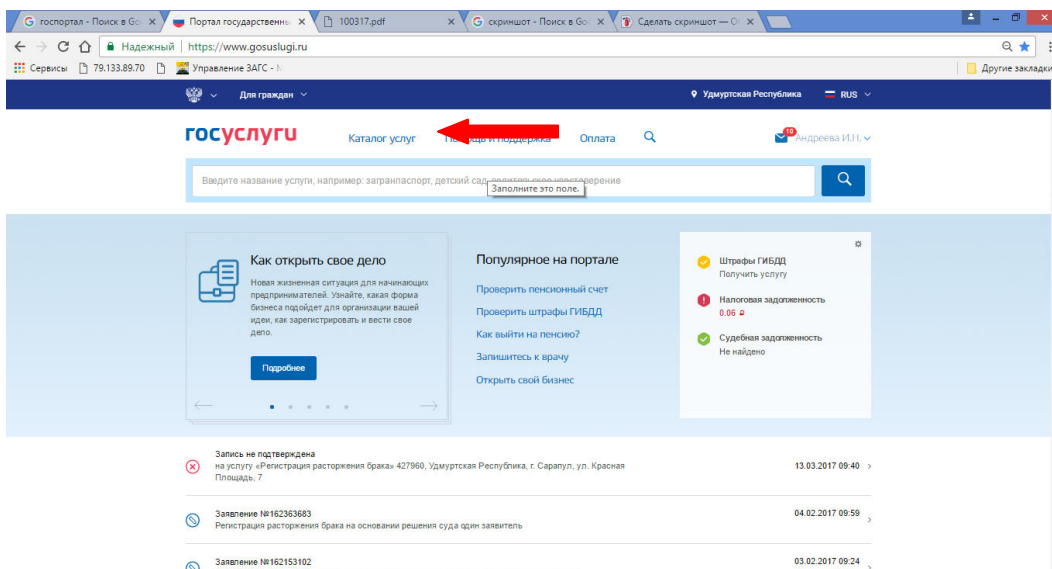 госпортал - Поиск в Go
Портал государственны
100317.pdf
скриншот - Поиск в Goo
Сделать скриншот — О
Надежный https://www.gosuslugi.ru
Сервисы 79.133.89.70 Управление ЗАГС - М
Другие закладки
Для граждан
Удмуртская Республика RUS
госуслуги
Каталог услуг Помощь и поддержка Оплата
10
Андреева И.Н.
Введите название услуги, например: загранпаспорт, детский сад, водительское удостоверение
Заполните это поле.
Как открыть свое дело
Новая жизненная ситуация для начинающих
предпринимателей. Узнайте, какая форма
бизнеса подойдет для организации вашей
идеи, как зарегистрировать и вести свое
дело.
Подробнее
Популярное на портале
Проверить пенсионный счет
Проверить штрафы ГИБДД
Как выйти на пенсию?
Запишитесь к врачу
Открыть свой бизнес
Штрафы ГИБДД
Получить услугу
Налоговая задолженность
0.06 ₽
Судебная задолженность
Не найдено
Запись не подтверждена
на услугу «Регистрация расторжения брака» 427960, Удмуртская Республика, г. Сарапул, ул. Красная
Площадь, 7
13.03.2017 09:40
Заявление №162363683
Регистрация расторжения брака на основании решения суда один заявитель
04.02.2017 09:59
Заявление №162153102
03.02.2017 09:24